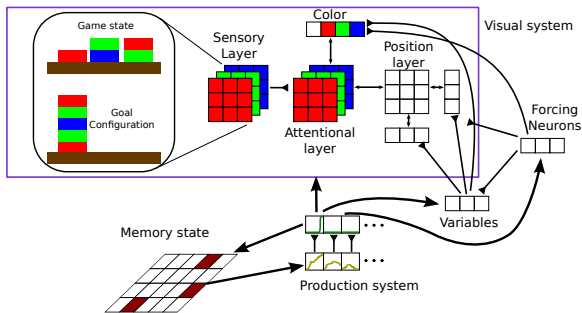 Game state
Goal
Configuration
Sensory
Layer
Color
Attentional
layer
Position
layer
Visual system
Forcing
Neurons
Variables
Memory state
Production system